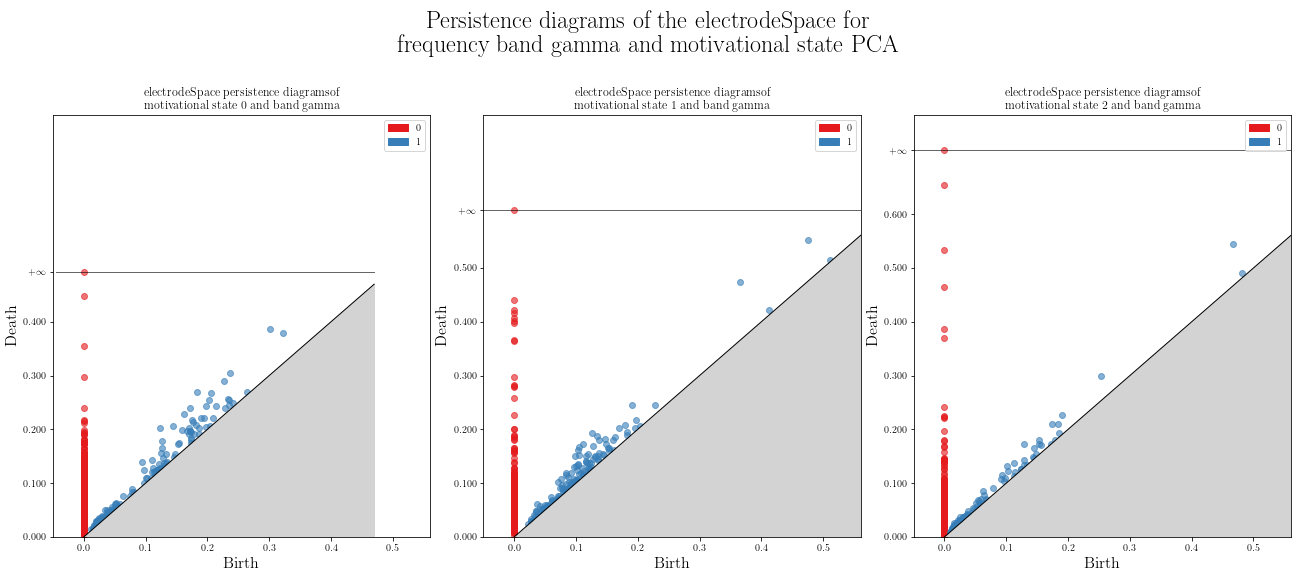 Persistence diagrams of the electrodeSpace for
frequency band gamma and motivational state PCA
electrodeSpace persistence diagramsof
motivational state 0 and band gamma
0
1
+∞
0.400
0.300
0.200
0.100
0.000
Death
0.0 0.1 0.2 0.3 0.4 0.5
Birth
electrodeSpace persistence diagramsof
motivational state 1 and band gamma
0
1
+∞
0.500
0.400
0.300
0.200
0.100
0.000
Death
0.0 0.1 0.2 0.3 0.4 0.5
Birth
electrodeSpace persistence diagramsof
motivational state 2 and band gamma
0
1
+∞
0.600
0.500
0.400
0.300
0.200
0.100
0.000
Death
0.0 0.1 0.2 0.3 0.4 0.5
Birth